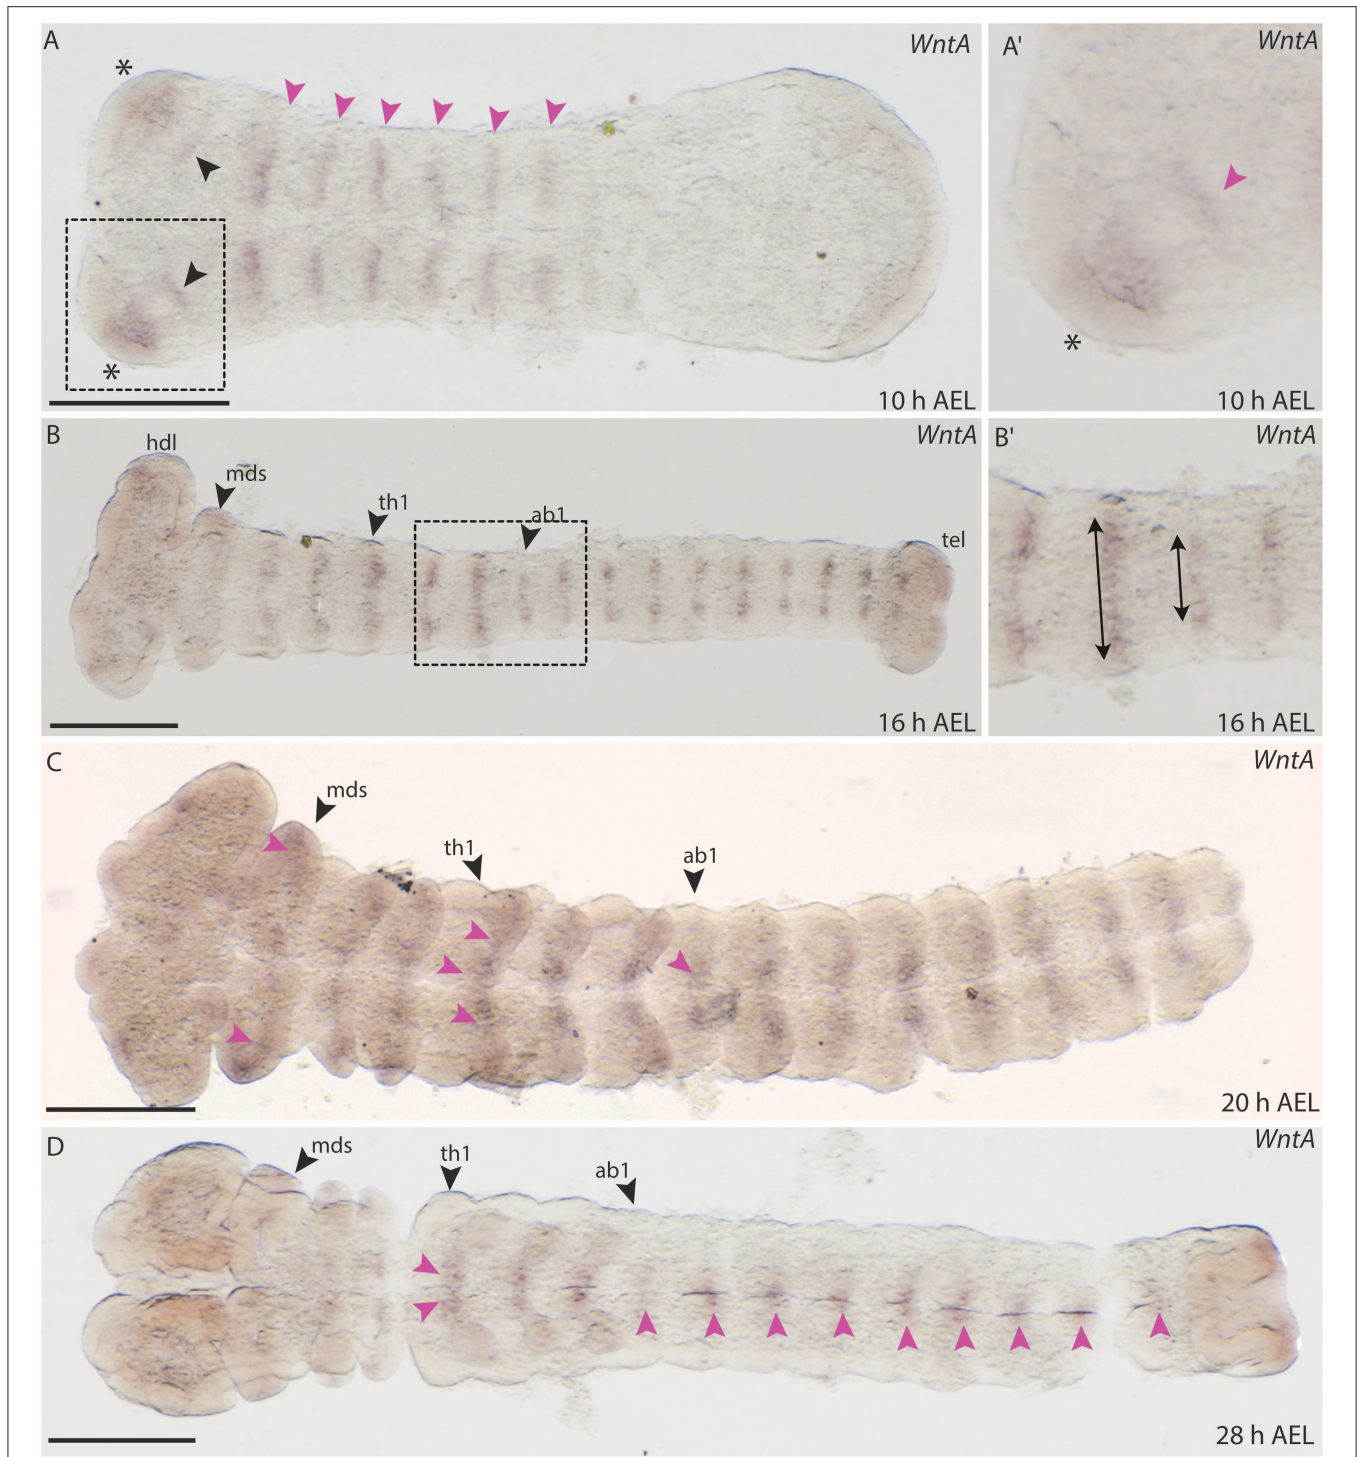 A
*
WntA
*
10 h AEL
A'
WntA
*
10 h AEL
B
hdl
mds
th1
ab1
WntA
tel
16 h AEL
B'
WntA
16 h AEL
C
mds
th1
ab1
WntA
20 h AEL
D
mds
th1
ab1
WntA
28 h AEL